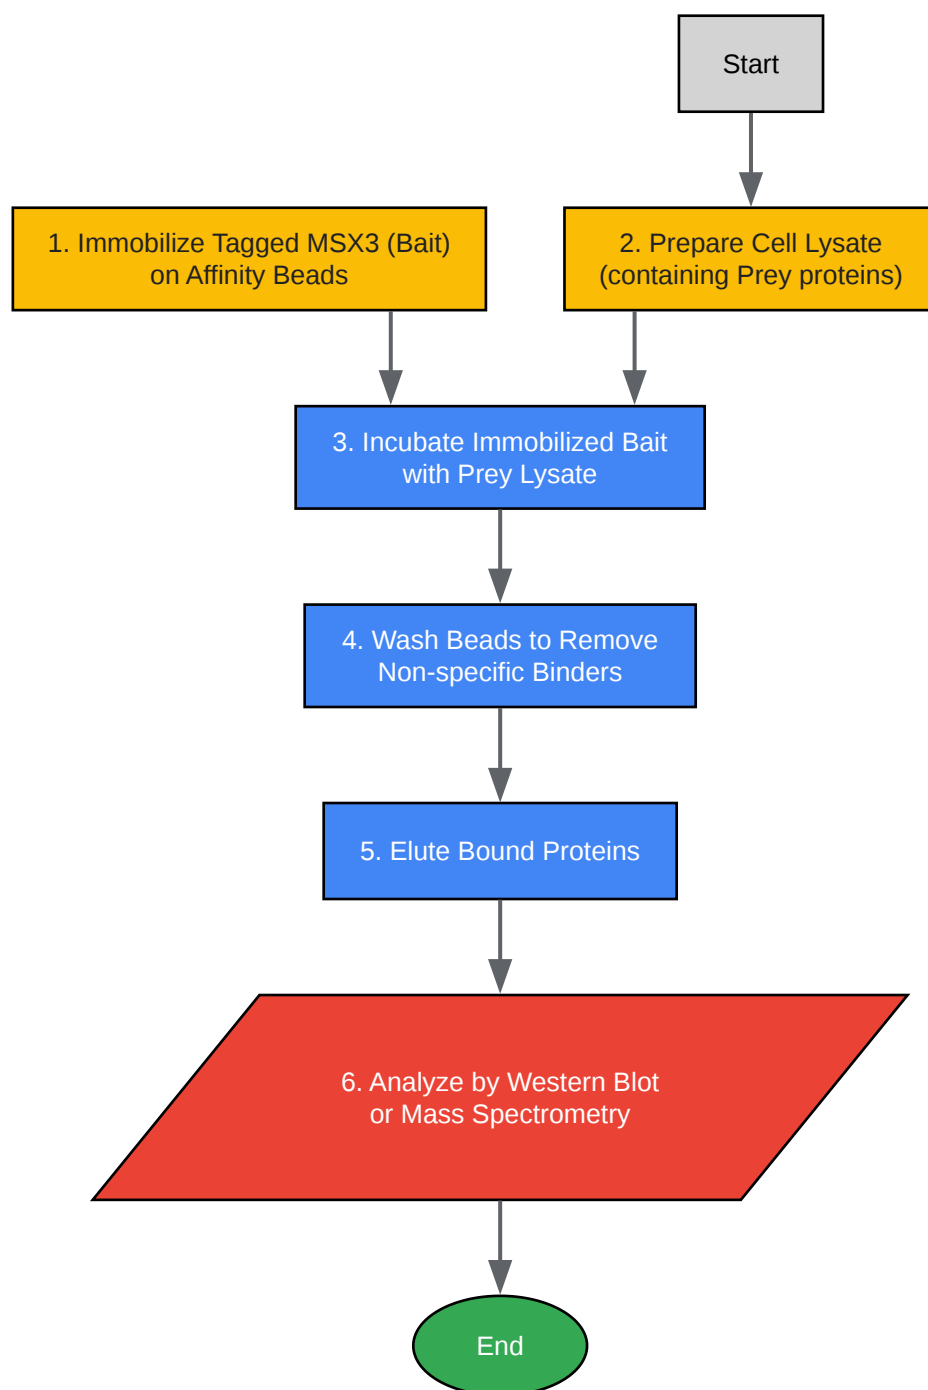 Start
1. Immobilize Tagged MSX3 (Bait)
on Affinity Beads
2. Prepare Cell Lysate
(containing Prey proteins)
3. Incubate Immobilized Bait
with Prey Lysate
4. Wash Beads to Remove
Non-specific Binders
5. Elute Bound Proteins
6. Analyze by Western Blot
or Mass Spectrometry
End